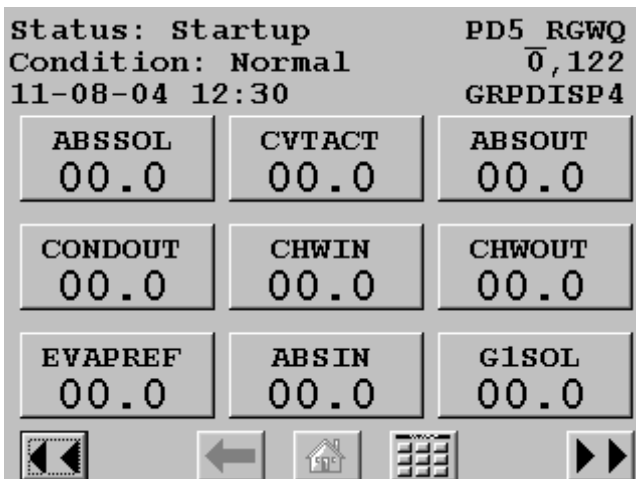 Status: Startup PD5_RGWQ
Condition: Normal 0,122
11-08-04 12:30 GRPDISP4
ABSSOL CVTACT ABSOUT
00.0 00.0 00.0
CONDOUT CHWIN CHWOUT
00.0 00.0 00.0
EVAPREF ABSIN G1SOL
00.0 00.0 00.0